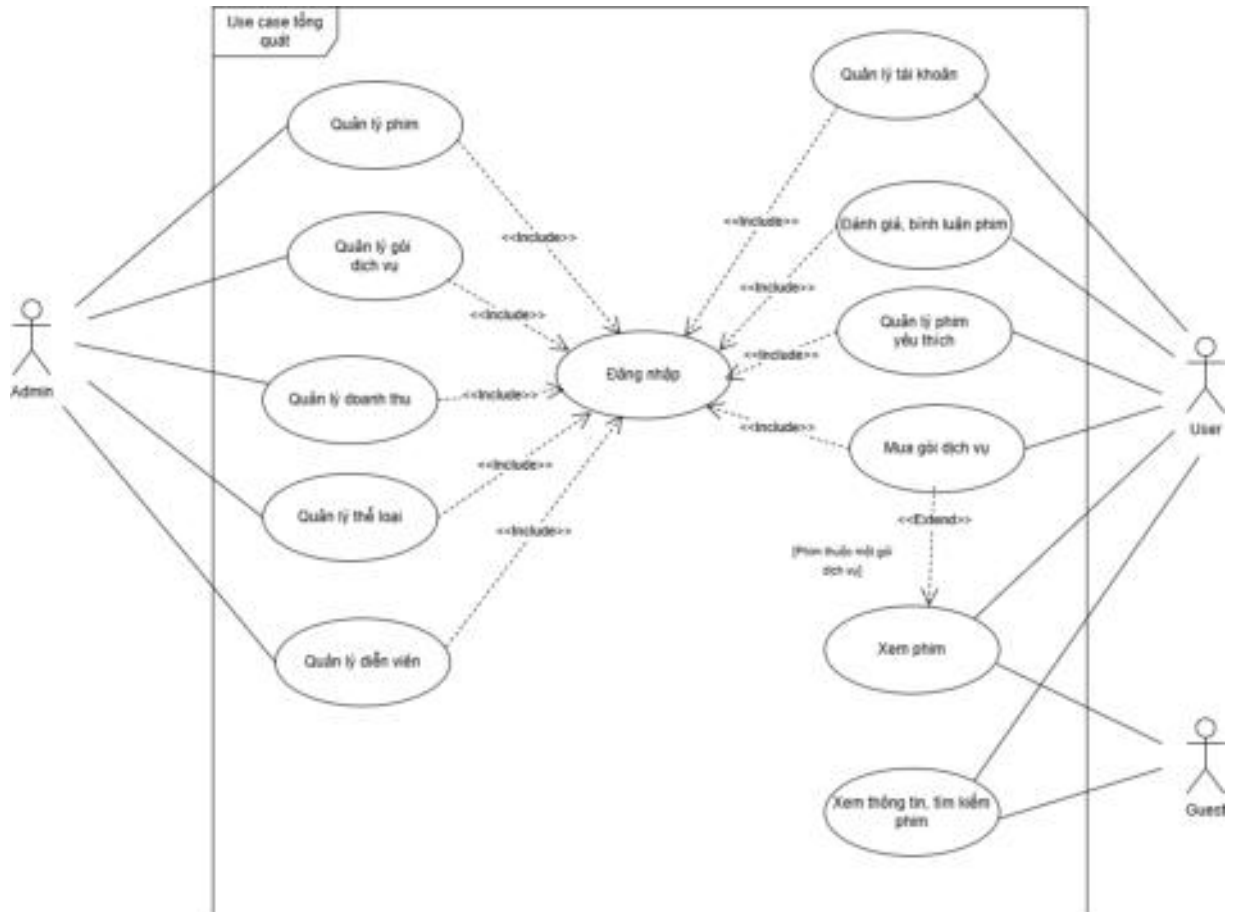 Use case tổng
quát
Quản lý tài khoản
Quản lý phim
<<Include>>
Đánh giá, bình luận phim
<<Include>>
Quản lý gói
dịch vụ
<<Include>>
<<Include>>
Quản lý phim
yêu thích
<<Include>>
Đăng nhập
Admin
Quản lý doanh thu
<<Include>>
<<Include>>
Mua gói dịch vụ
User
<<Include>>
Quản lý thể loại
<<Include>>
<<Extend>>
[Phim thuộc một gói
dịch vụ]
Quản lý diễn viên
Xem phim
Xem thông tin, tìm kiếm
phim
Guest